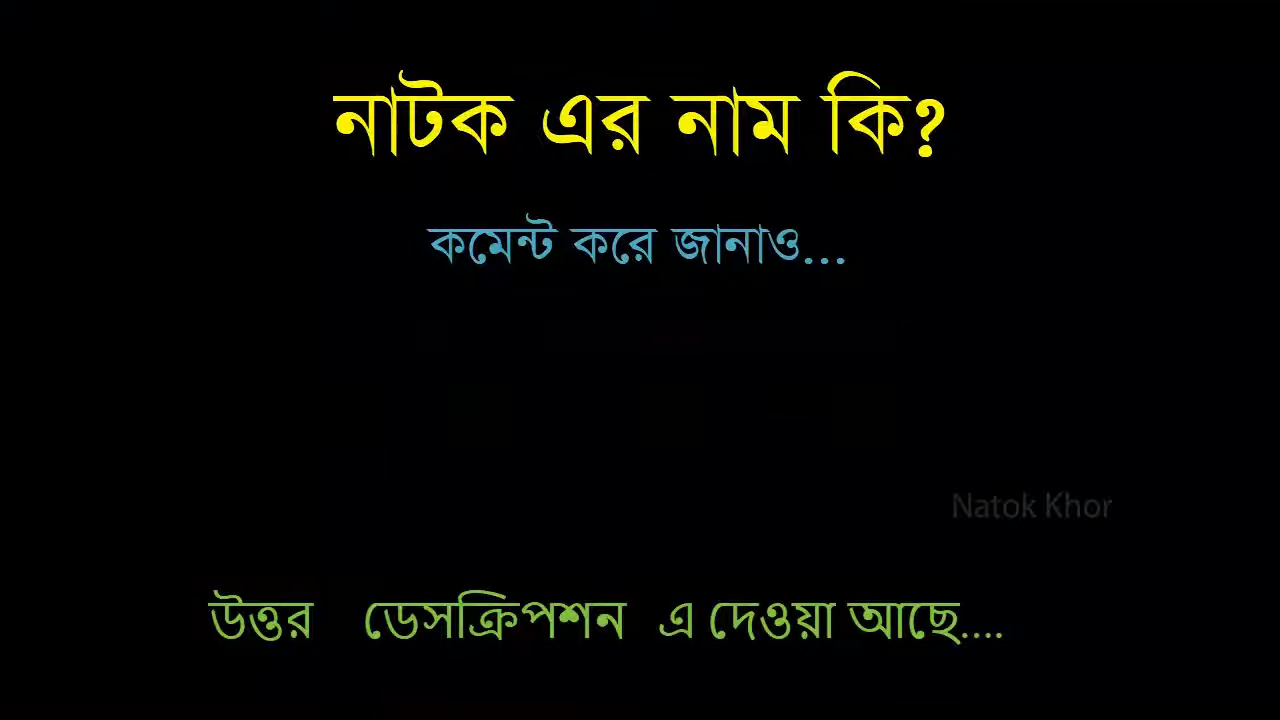 নাটক এর নাম কি?
কমেন্ট করে জানাও...
Natok Khor
উত্তর ডেসক্রিপশন এ দেওয়া আছে....